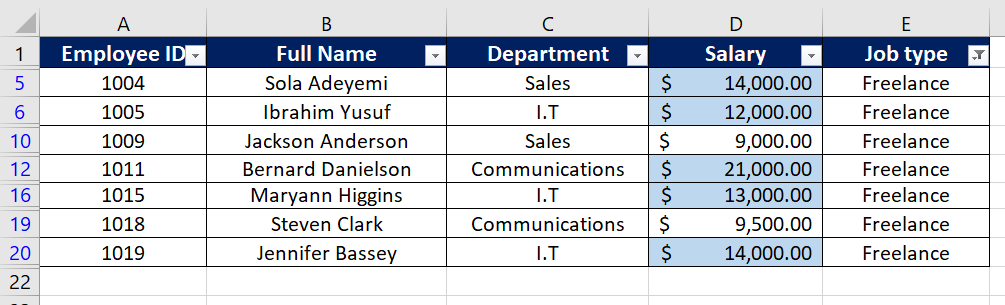 A B C D E
1 Employee ID Full Name Department Salary Job type
5 1004 Sola Adeyemi Sales $ 14,000.00 Freelance
6 1005 Ibrahim Yusuf I.T $ 12,000.00 Freelance
10 1009 Jackson Anderson Sales $ 9,000.00 Freelance
12 1011 Bernard Danielson Communications $ 21,000.00 Freelance
16 1015 Maryann Higgins I.T $ 13,000.00 Freelance
19 1018 Steven Clark Communications $ 9,500.00 Freelance
20 1019 Jennifer Bassey I.T $ 14,000.00 Freelance
22